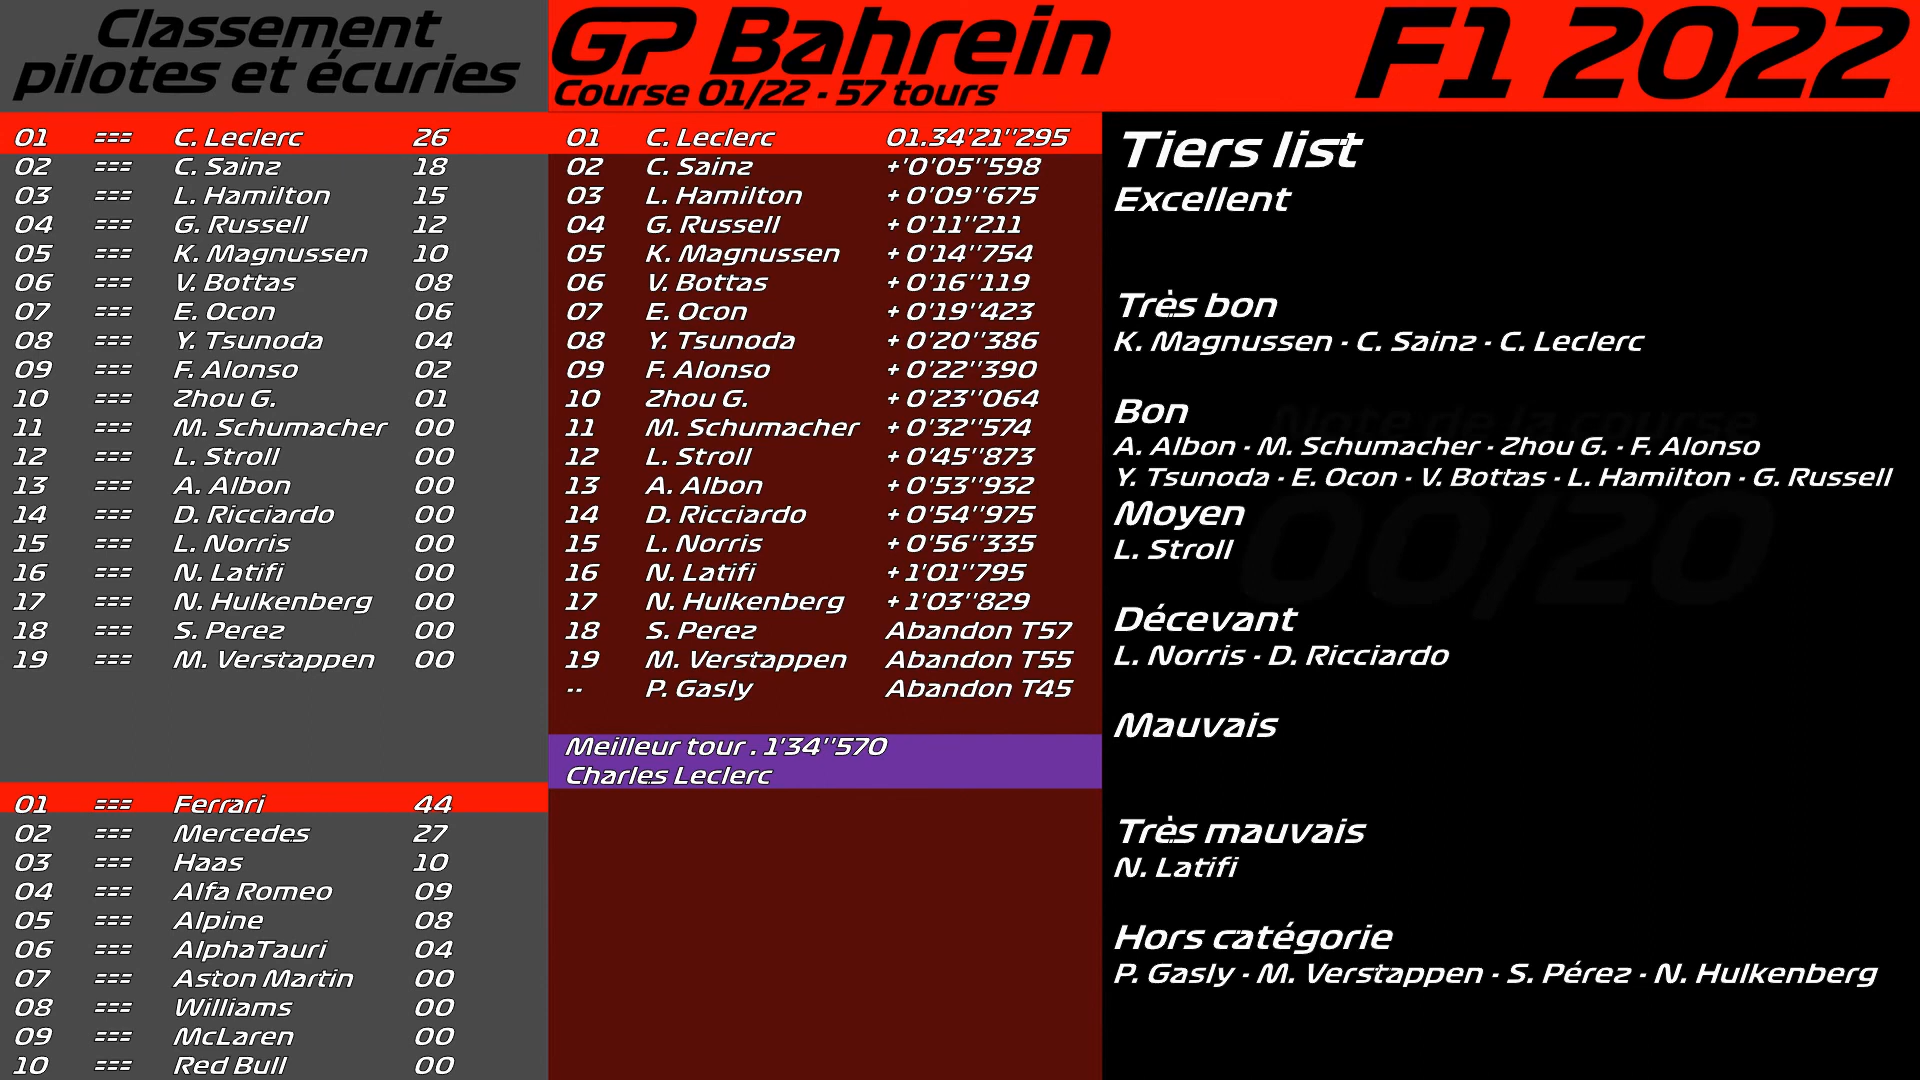 Classement
pilotes et écuries
GP Bahrein
Course 01/22 - 57 tours
F1 2022
01 === C. Leclerc 26
02 === C. Sainz 18
03 === L. Hamilton 15
04 === G. Russell 12
05 === K. Magnussen 10
06 === V. Bottas 08
07 === E. Ocon 06
08 === Y. Tsunoda 04
09 === F. Alonso 02
10 === Zhou G. 01
11 === M. Schumacher 00
12 === L. Stroll 00
13 === A. Albon 00
14 === D. Ricciardo 00
15 === L. Norris 00
16 === N. Latifi 00
17 === N. Hulkenberg 00
18 === S. Perez 00
19 === M. Verstappen 00
01 === Ferrari 44
02 === Mercedes 27
03 === Haas 10
04 === Alfa Romeo 09
05 === Alpine 08
06 === AlphaTauri 04
07 === Aston Martin 00
08 === Williams 00
09 === McLaren 00
10 === Red Bull 00
01 C. Leclerc 01.34'21''295
02 C. Sainz +'0'05''598
03 L. Hamilton + 0'09''675
04 G. Russell + 0'11''211
05 K. Magnussen + 0'14''754
06 V. Bottas + 0'16''119
07 E. Ocon + 0'19''423
08 Y. Tsunoda + 0'20''386
09 F. Alonso + 0'22''390
10 Zhou G. + 0'23''064
11 M. Schumacher + 0'32''574
12 L. Stroll + 0'45''873
13 A. Albon + 0'53''932
14 D. Ricciardo + 0'54''975
15 L. Norris + 0'56''335
16 N. Latifi + 1'01''795
17 N. Hulkenberg + 1'03''829
18 S. Perez Abandon T57
19 M. Verstappen Abandon T55
-- P. Gasly Abandon T45
Meilleur tour . 1'34''570
Charles Leclerc
Tiers list
Excellent
Très bon
K. Magnussen - C. Sainz - C. Leclerc
Bon
Note de la course
A. Albon - M. Schumacher - Zhou G. - F. Alonso
Y. Tsunoda - E. Ocon - V. Bottas - L. Hamilton - G. Russell
Moyen
00/20
L. Stroll
Décevant
L. Norris - D. Ricciardo
Mauvais
Très mauvais
N. Latifi
Hors catégorie
P. Gasly - M. Verstappen - S. Pérez - N. Hulkenberg